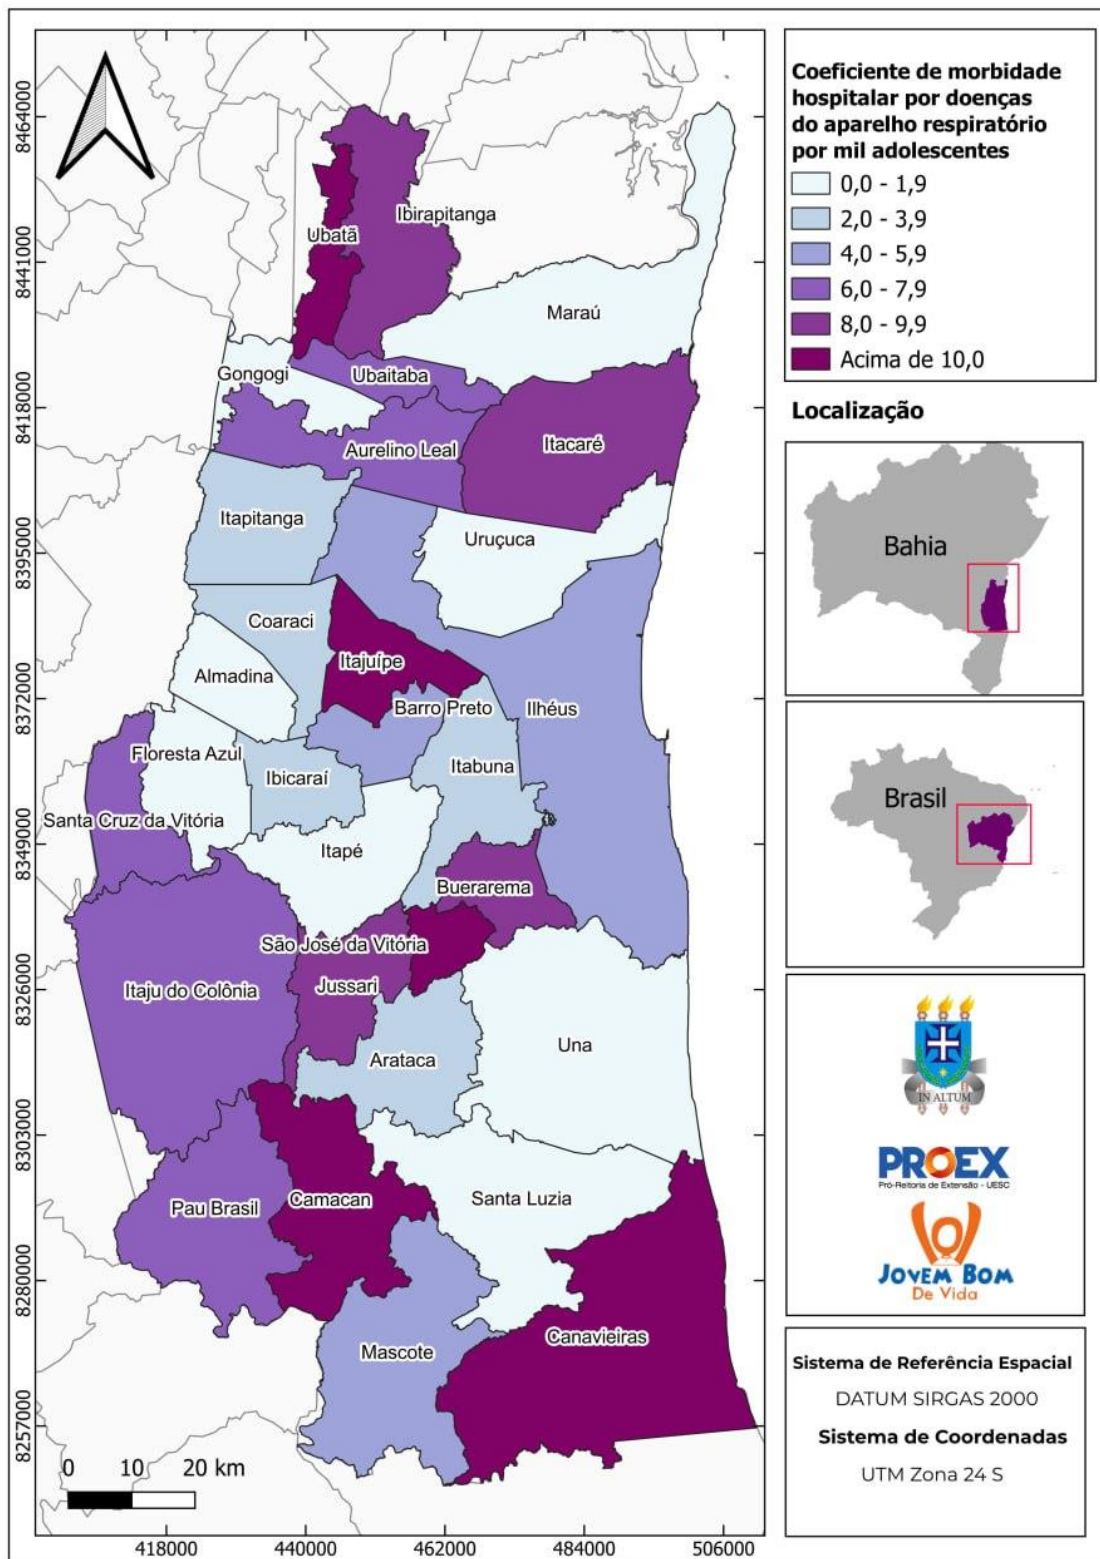 8464000
8441000
8418000
8395000
8372000
8349000
8326000
8303000
8280000
8257000
Ibirapitanga
Ubatã
Maraú
Gongogi
Ubaitaba
Aurelino Leal
Itacaré
Itapitanga
Uruçuca
Coaraci
Itajuípe
Almadina
Barro Preto
Ilhéus
Floresta Azul
Ibicaraí
Itabuna
Santa Cruz da Vitória
Itapé
Buerarema
São José da Vitória
Jussari
Itaju do Colônia
Una
Arataca
Santa Luzia
Camacan
Pau Brasil
Canavieiras
Mascote
0 10 20 km
418000 440000 462000 484000 506000
Coeficiente de morbidade
hospitalar por doenças
do aparelho respiratório
por mil adolescentes
0,0 - 1,9
2,0 - 3,9
4,0 - 5,9
6,0 - 7,9
8,0 - 9,9
Acima de 10,0
Localização
Bahia
Brasil
IN ALTUM
PROEX
Pró-Reitoria de Extensão - UESC
JOVEM BOM
De Vida
Sistema de Referência Espacial
DATUM SIRGAS 2000
Sistema de Coordenadas
UTM Zona 24 S